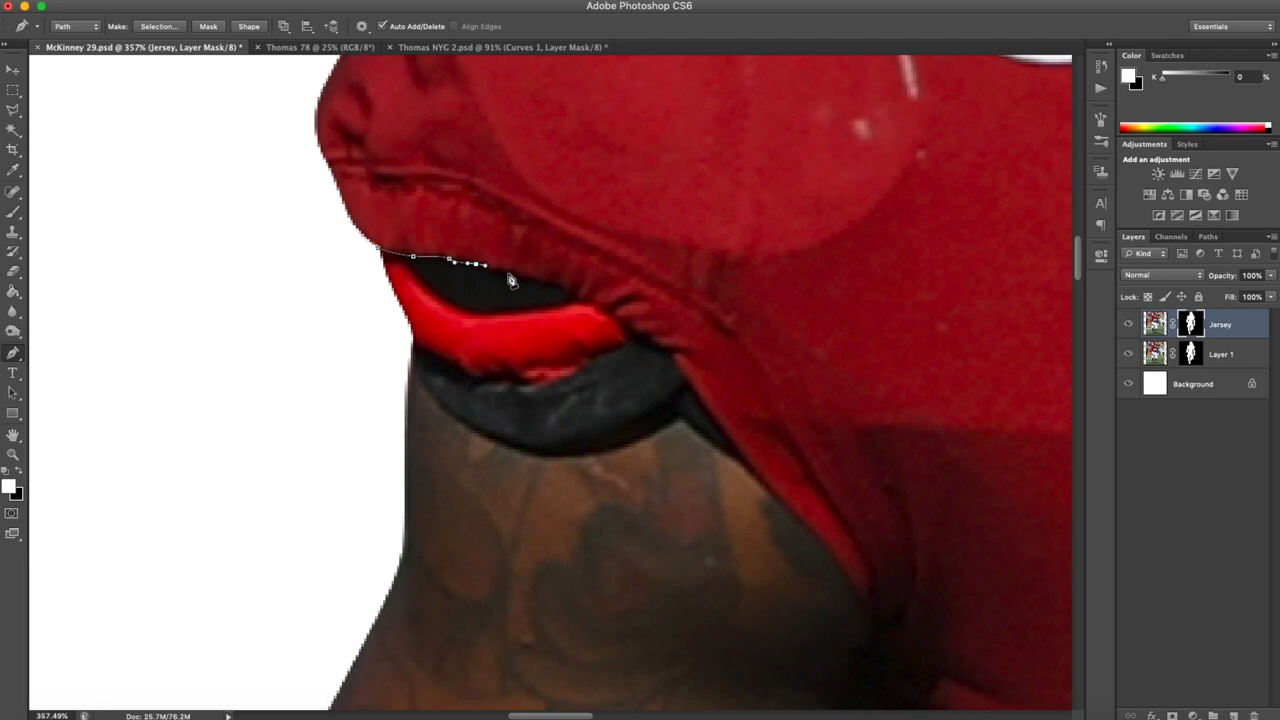 Adobe Photoshop CS6
Path Make: Selection... Mask Shape Auto Add/Delete Align Edges Essentials
McKinney 29.psd @ 357% (Jersey, Layer Mask/8) * Thomas 78 @ 25% (RGB/8*) Thomas NYC 2.psd @ 91% (Curves 1, Layer Mask/8) *
Color Swatches
K 0 %
Adjustments Styles
Add an adjustment
Layers Channels Paths
Kind
Normal Opacity: 100%
Lock: Fill: 100%
Jersey
Layer 1
Background
357.49% Doc: 25.7M/76.2M